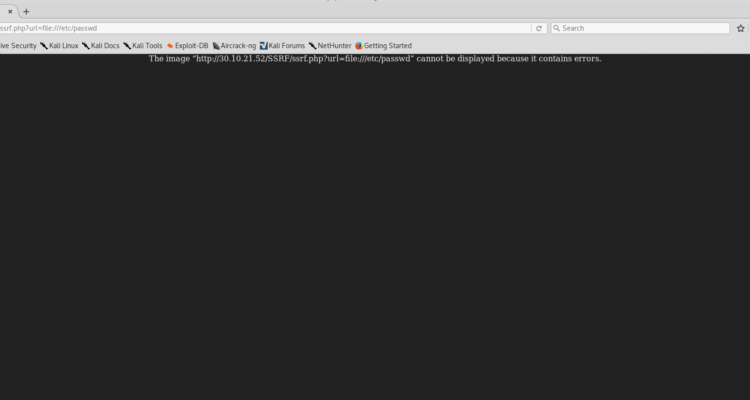 ssrf.php?url=file:///etc/passwd
Search
ive Security Kali Linux Kali Docs Kali Tools Exploit-DB Aircrack-ng Kali Forums NetHunter Getting Started
The image "http://30.10.21.52/SSRF/ssrf.php?url=file:///etc/passwd" cannot be displayed because it contains errors.